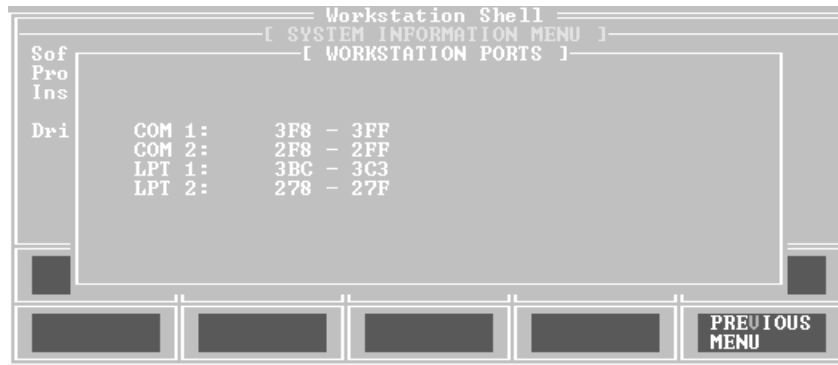 Workstation Shell
[ SYSTEM INFORMATION MENU ]
[ WORKSTATION PORTS ]
Sof
Pro
Ins
Dri
COM 1: 3F8 - 3FF
COM 2: 2F8 - 2FF
LPT 1: 3BC - 3C3
LPT 2: 278 - 27F
PREVIOUS
MENU